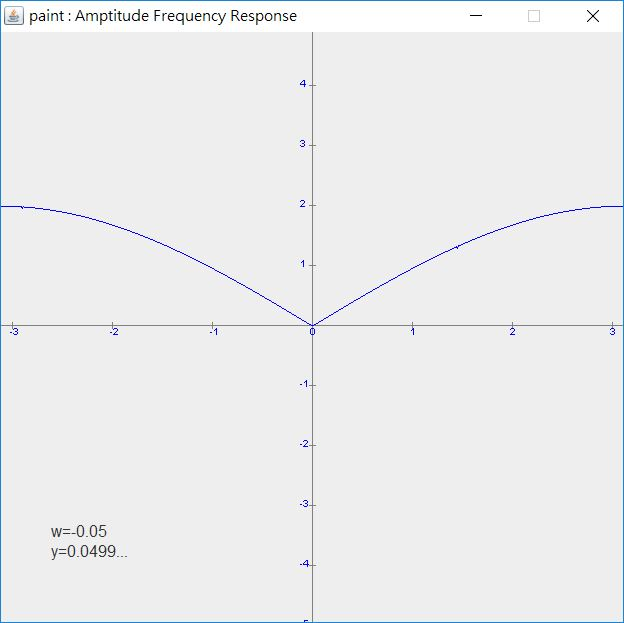 paint : Amptitude Frequency Response
4
3
2
1
-3 -2 -1 0 1 2 3
-1
-2
-3
w=-0.05
y=0.0499...
-4